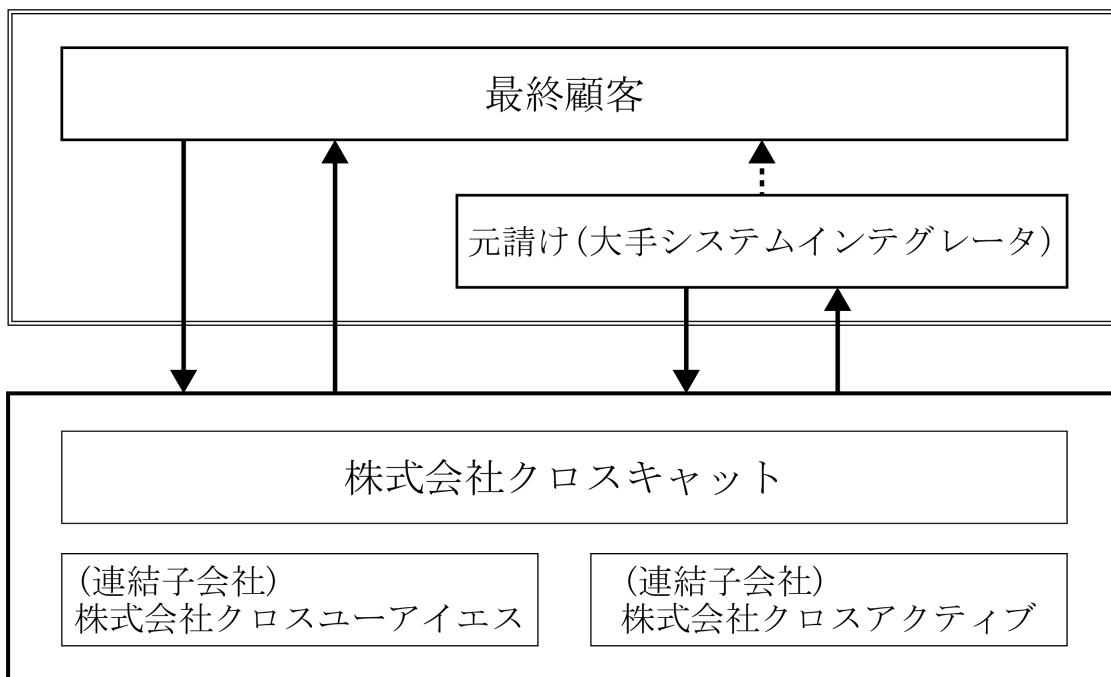 最終顧客
元請け(大手システムインテグレータ)
株式会社クロスキャット
(連結子会社)
株式会社クロスユーアイエス
(連結子会社)
株式会社クロスアクティブ